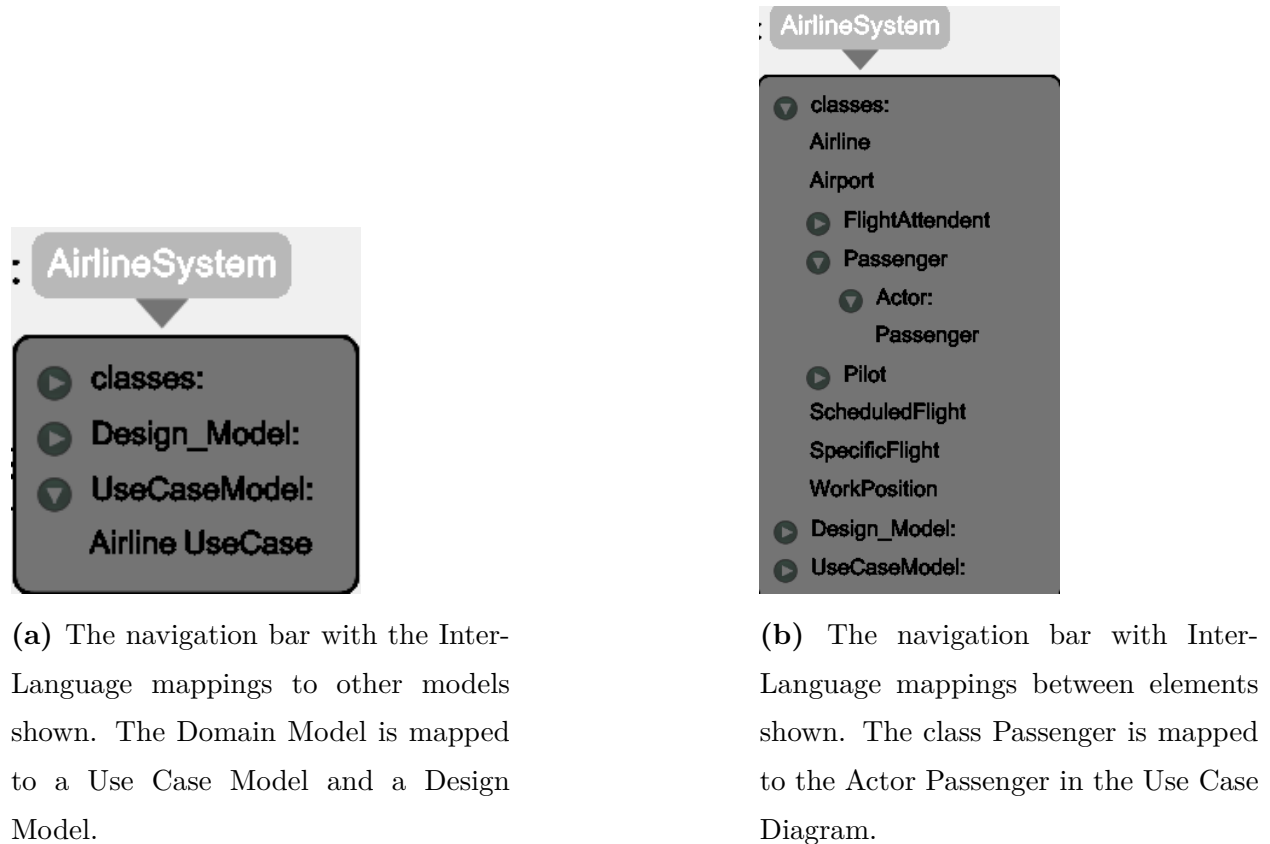 : AirlineSystem
classes:
Design_Model:
UseCaseModel:
Airline UseCase
(a) The navigation bar with the Inter-
Language mappings to other models
shown. The Domain Model is mapped
to a Use Case Model and a Design
Model.
: AirlineSystem
classes:
Airline
Airport
FlightAttendent
Passenger
Actor:
Passenger
Pilot
ScheduledFlight
SpecificFlight
WorkPosition
Design_Model:
UseCaseModel:
(b) The navigation bar with Inter-
Language mappings between elements
shown. The class Passenger is mapped
to the Actor Passenger in the Use Case
Diagram.